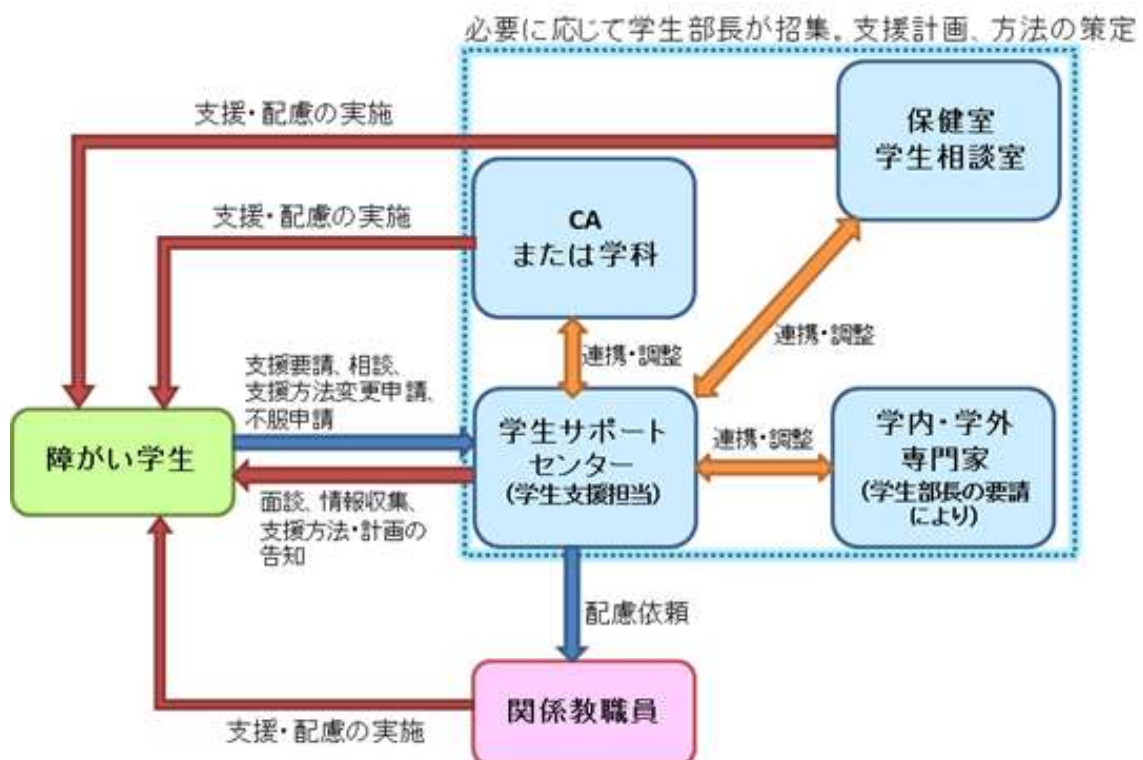 必要に応じて学生部長が招集。支援計画、方法の策定
支援・配慮の実施
保健室
学生相談室
支援・配慮の実施
CA
または学科
連携・調整
連携・調整
支援要請、相談、
支援方法変更申請、
不服申請
障がい学生
学生サポート
センター
(学生支援担当)
連携・調整
学内・学外
専門家
(学生部長の要請
により)
面談、情報収集、
支援方法・計画の
告知
配慮依頼
関係教職員
支援・配慮の実施